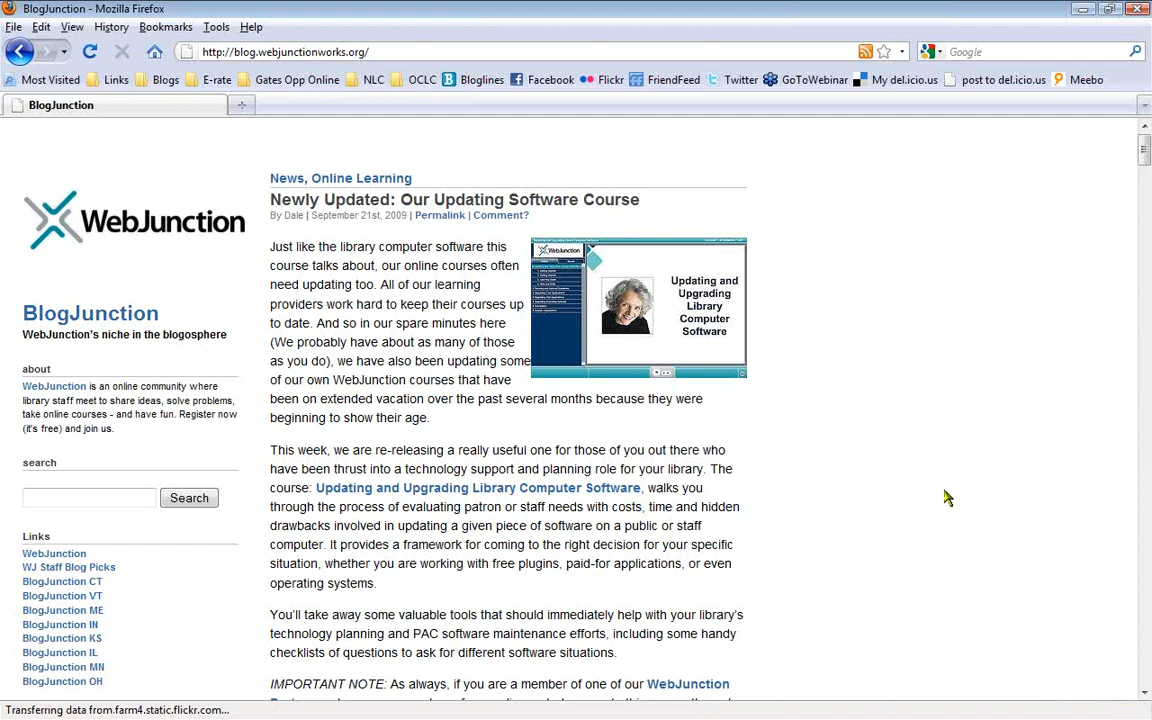 BlogJunction - Mozilla Firefox
File Edit View History Bookmarks Tools Help
http://blog.webjunctionworks.org/
Google
Most Visited Links Blogs E-rate Gates Opp Online NLC OCLC Bloglines Facebook Flickr FriendFeed Twitter GoToWebinar My del.icio.us post to del.icio.us Meebo
BlogJunction
WebJunction
BlogJunction
WebJunction's niche in the blogosphere
about
WebJunction is an online community where
library staff meet to share ideas, solve problems,
take online courses - and have fun. Register now
(it's free) and join us.
search
Search
Links
WebJunction
WJ Staff Blog Picks
BlogJunction CT
BlogJunction VT
BlogJunction ME
BlogJunction IN
BlogJunction KS
BlogJunction IL
BlogJunction MN
BlogJunction OH
News, Online Learning
Newly Updated: Our Updating Software Course
By Dale | September 21st, 2009 | Permalink | Comment?
Just like the library computer software this
course talks about, our online courses often
need updating too. All of our learning
providers work hard to keep their courses up
to date. And so in our spare minutes here
(We probably have about as many of those
as you do), we have also been updating some
of our own WebJunction courses that have
been on extended vacation over the past several months because they were
beginning to show their age.
WebJunction
Updating and
Upgrading
Library
Computer
Software
This week, we are re-releasing a really useful one for those of you out there who
have been thrust into a technology support and planning role for your library. The
course: Updating and Upgrading Library Computer Software, walks you
through the process of evaluating patron or staff needs with costs, time and hidden
drawbacks involved in updating a given piece of software on a public or staff
computer. It provides a framework for coming to the right decision for your specific
situation, whether you are working with free plugins, paid-for applications, or even
operating systems.
You'll take away some valuable tools that should immediately help with your library's
technology planning and PAC software maintenance efforts, including some handy
checklists of questions to ask for different software situations.
IMPORTANT NOTE: As always, if you are a member of one of our WebJunction
Transferring data from farm4.static.flickr.com...